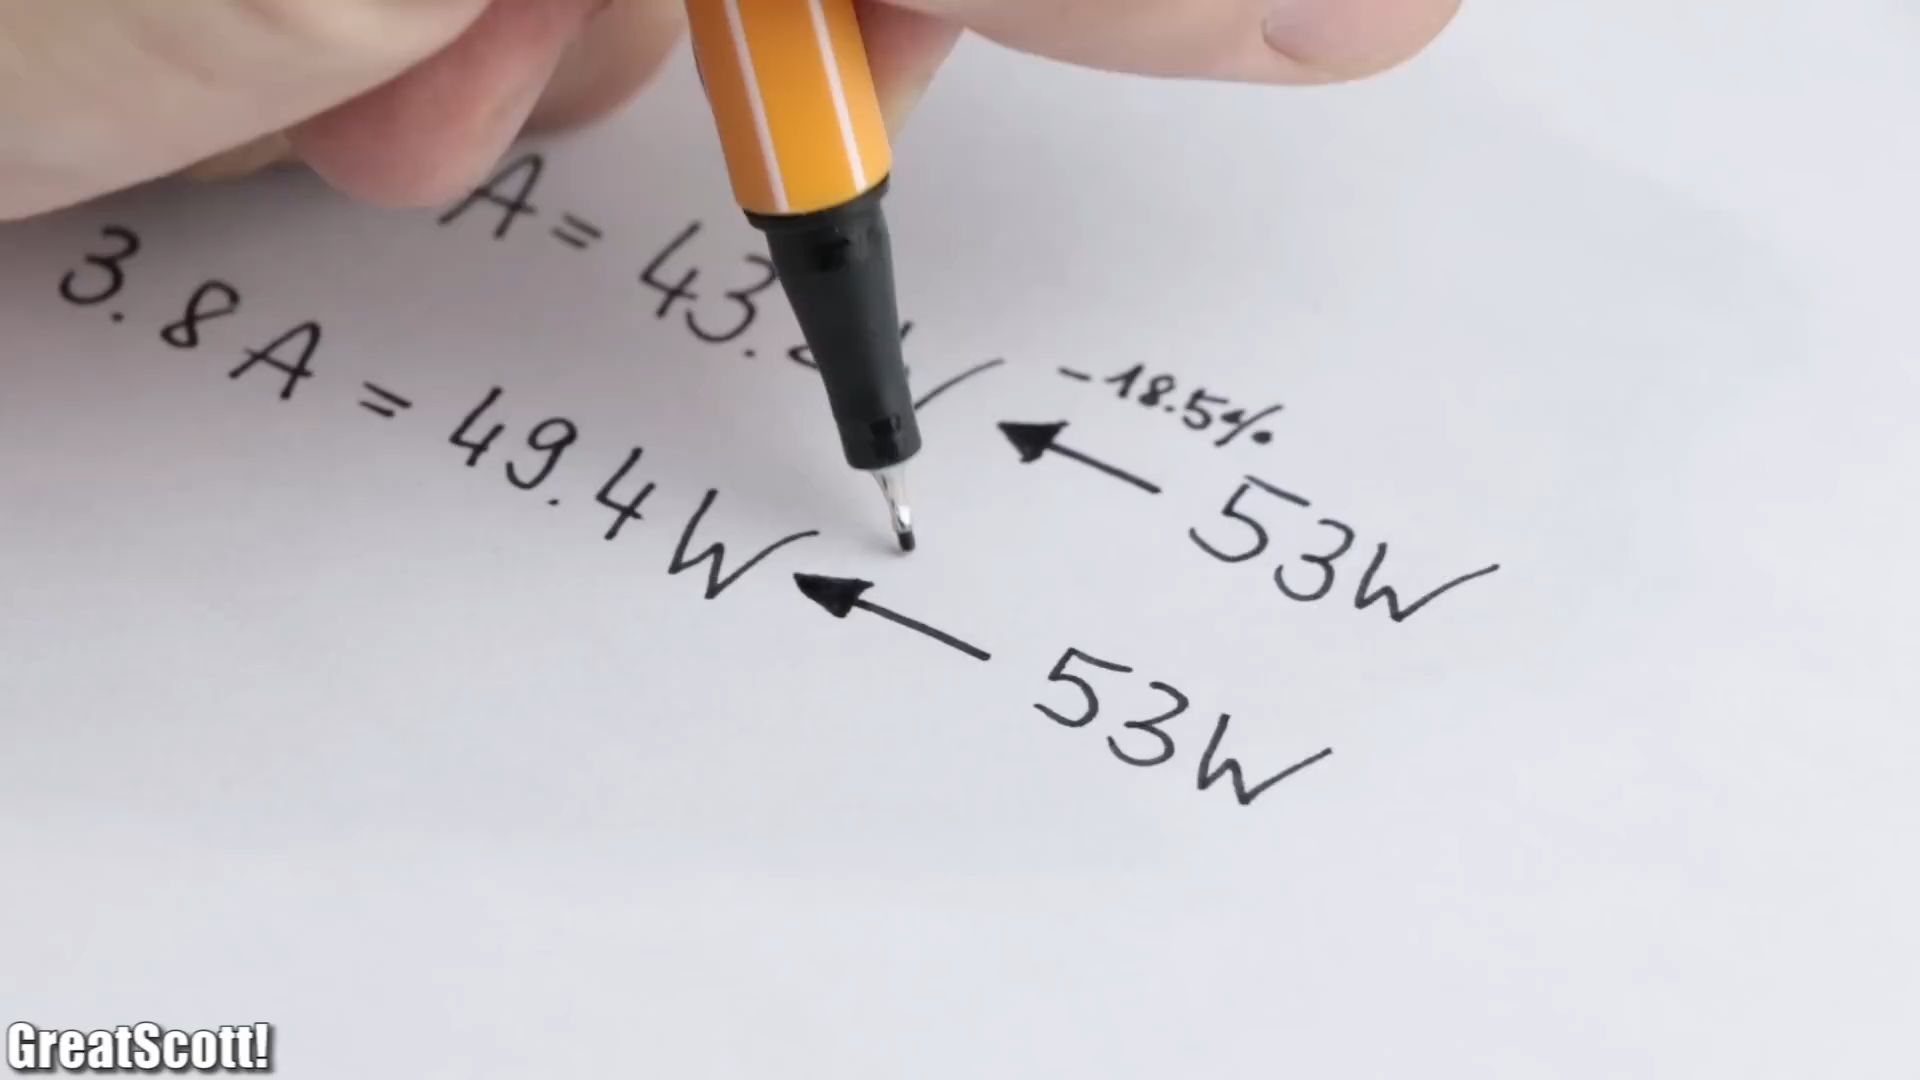 A = 43.
-18.5%
53W
3.8A = 49.4W
53W
GreatScott!